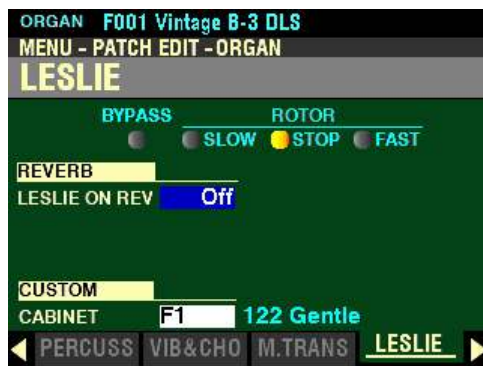 ORGAN F001 Vintage B-3 DLS
MENU - PATCH EDIT - ORGAN
LESLIE
BYPASS ROTOR
SLOW STOP FAST
REVERB
LESLIE ON REV Off
CUSTOM
CABINET F1 122 Gentle
PERCUSS VIB&CHO M.TRANS LESLIE